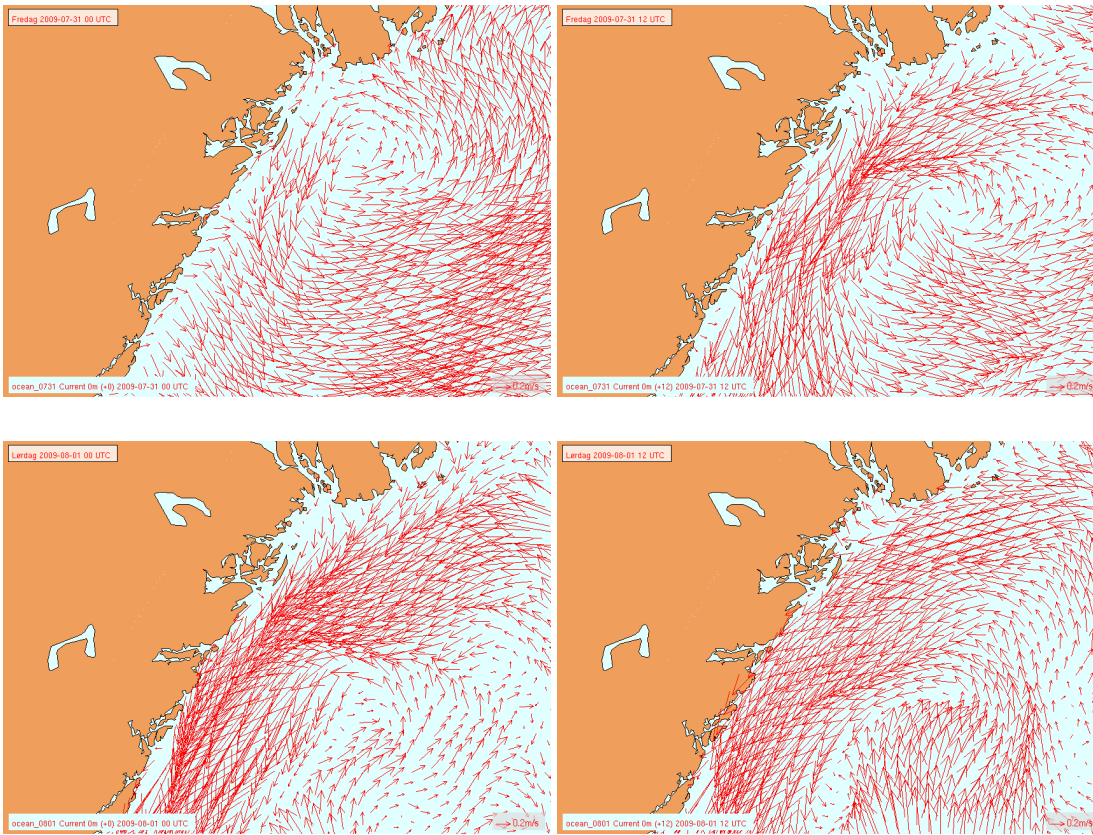 Fredag 2009-07-31 00 UTC
ocean_0731 Current 0m (+0) 2009-07-31 00 UTC
0.2m/s
Fredag 2009-07-31 12 UTC
ocean_0731 Current 0m (+12) 2009-07-31 12 UTC
0.2m/s
Lørdag 2009-08-01 00 UTC
ocean_0801 Current 0m (+0) 2009-08-01 00 UTC
0.2m/s
Lørdag 2009-08-01 12 UTC
ocean_0801 Current 0m (+12) 2009-08-01 12 UTC
0.2m/s